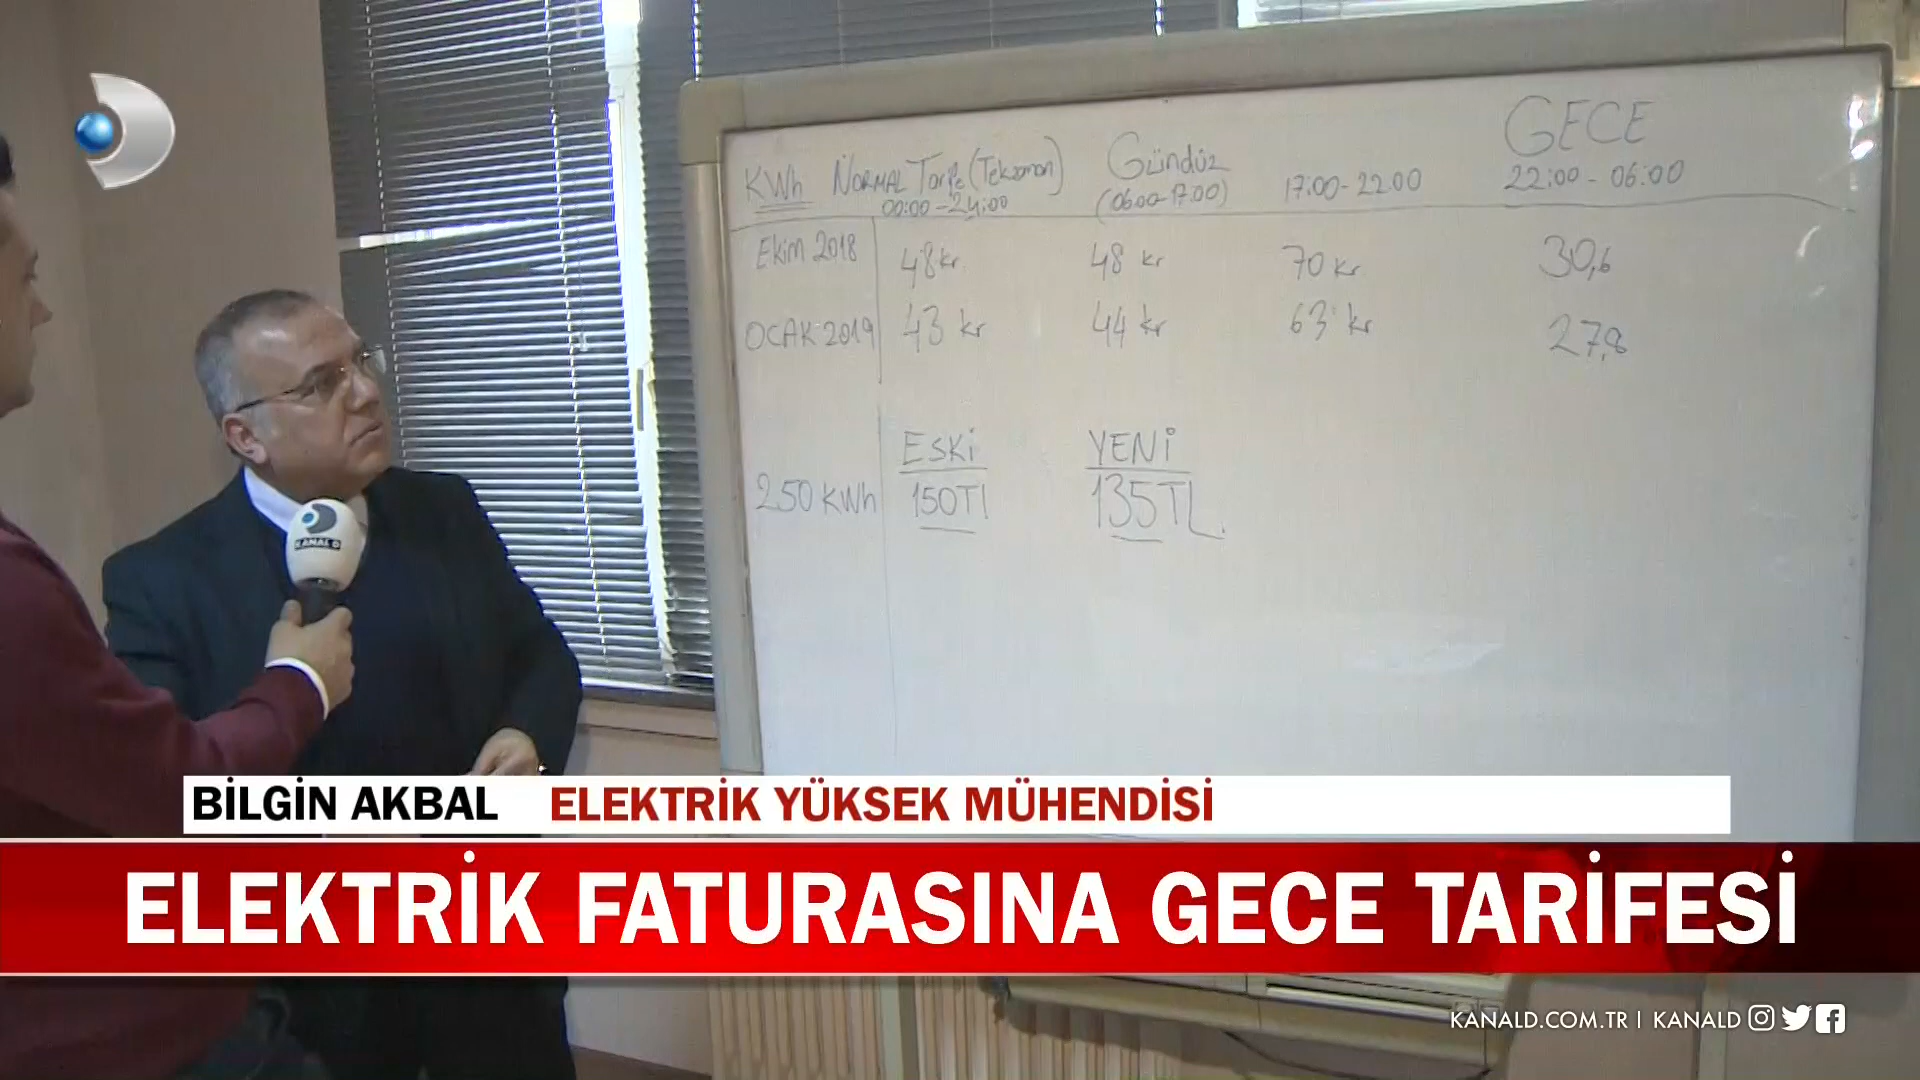 GECE
KWh NORMAL Tarife (Tekzaman) Gündüz 17:00-22.00 22:00-06:00
00:00-24:00 (06:00-17.00)
Ekim 2018 48 kr 48 kr 70 kr 30,6
OCAK 2019 43 kr 44 kr 63 kr 27,8
ESKİ YENİ
250 KWh 150Tl 135TL.
KANAL D
BİLGİN AKBAL ELEKTRİK YÜKSEK MÜHENDİSİ
ELEKTRİK FATURASINA GECE TARİFESİ
KANALD.COM.TR | KANALD